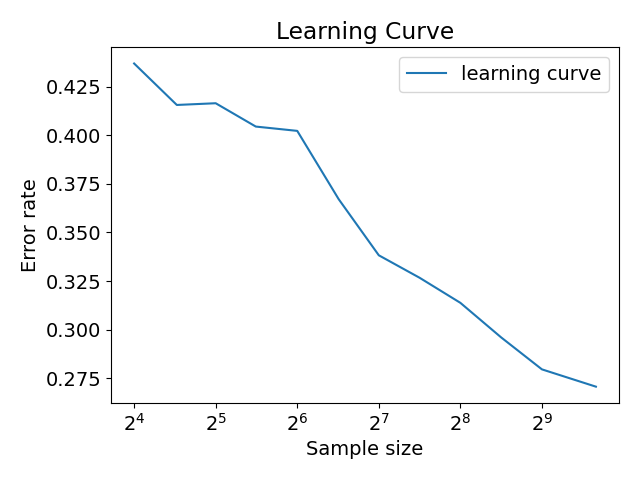 Learning Curve
learning curve
0.425
0.400
0.375
0.350
0.325
0.300
0.275
Error rate
2⁴ 2⁵ 2⁶ 2⁷ 2⁸ 2⁹
Sample size